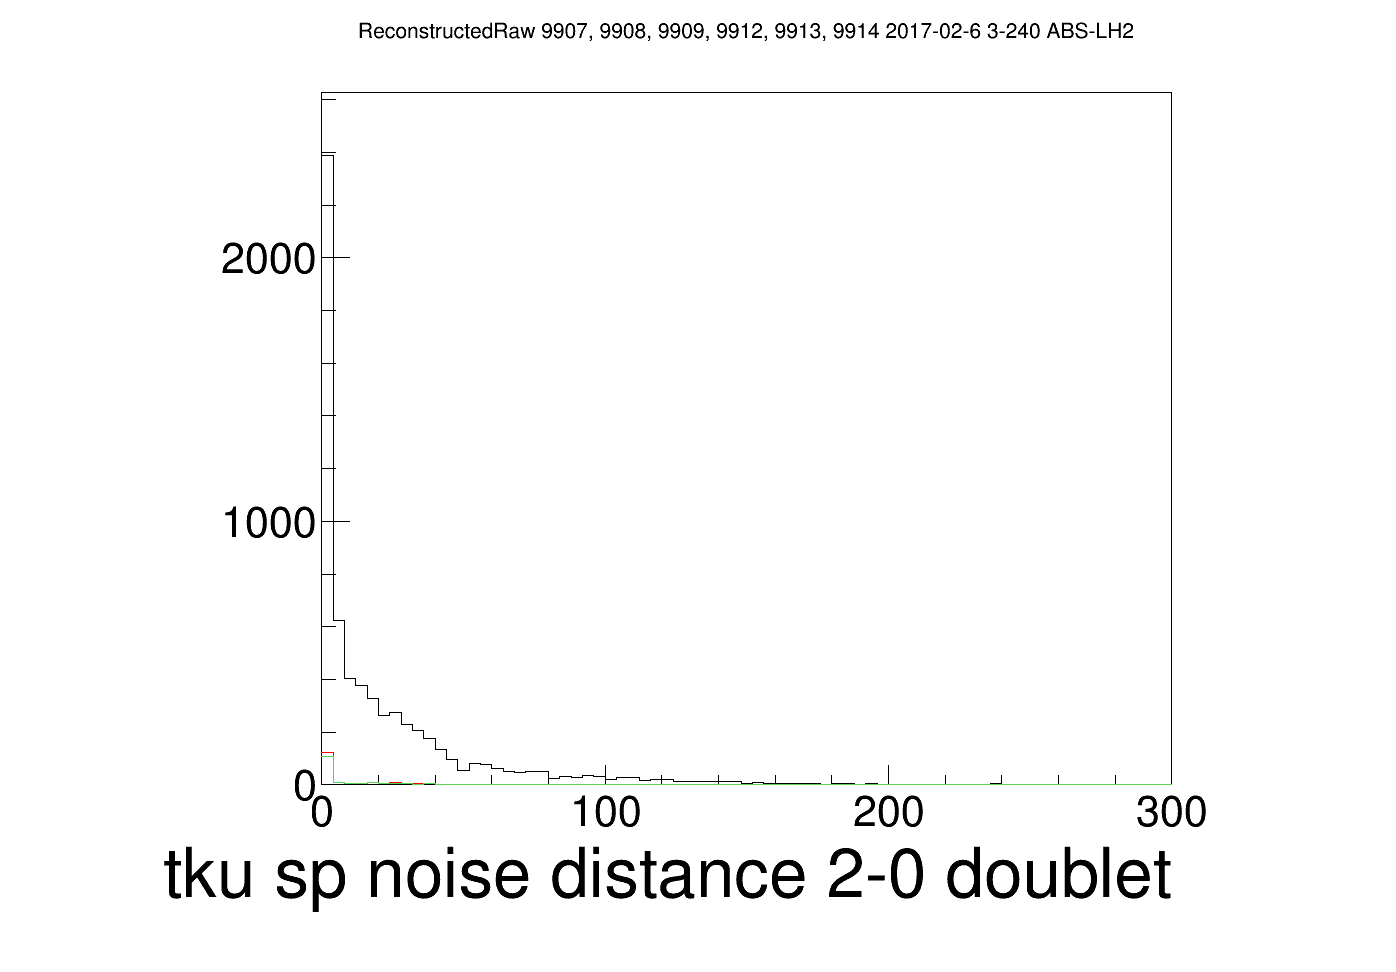 ReconstructedRaw 9907, 9908, 9909, 9912, 9913, 9914 2017-02-6 3-240 ABS-LH2
2000
1000
0
0 100 200 300
tku sp noise distance 2-0 doublet